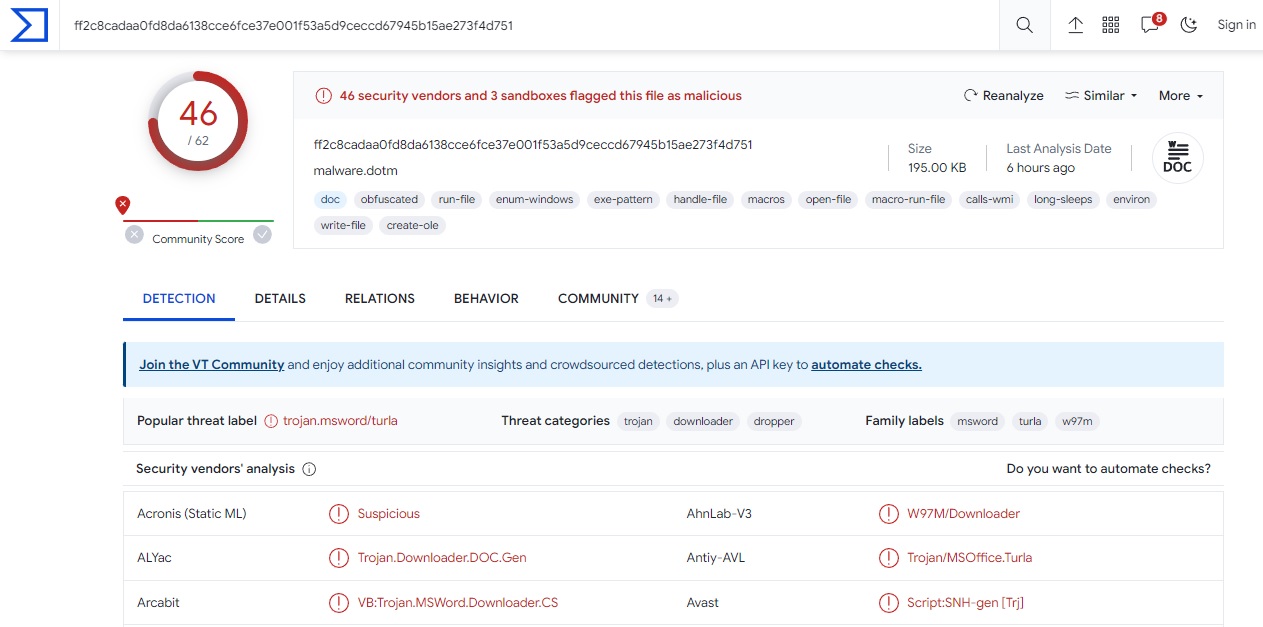 ff2c8cadaa0fd8da6138cce6fce37e001f53a5d9ceccd67945b15ae273f4d751
8
Sign in
46
/ 62
Community Score
46 security vendors and 3 sandboxes flagged this file as malicious
Reanalyze
Similar
More
ff2c8cadaa0fd8da6138cce6fce37e001f53a5d9ceccd67945b15ae273f4d751
malware.dotm
Size
195.00 KB
Last Analysis Date
6 hours ago
W
DOC
doc obfuscated run-file enum-windows exe-pattern handle-file macros open-file macro-run-file calls-wmi long-sleeps environ
write-file create-ole
DETECTION DETAILS RELATIONS BEHAVIOR COMMUNITY 14 +
Join the VT Community and enjoy additional community insights and crowdsourced detections, plus an API key to automate checks.
Popular threat label trojan.msword/turla Threat categories trojan downloader dropper Family labels msword turla w97m
Security vendors' analysis Do you want to automate checks?
Acronis (Static ML) Suspicious AhnLab-V3 W97M/Downloader
ALYac Trojan.Downloader.DOC.Gen Antiy-AVL Trojan/MSOffice.Turla
Arcabit VB:Trojan.MSWord.Downloader.CS Avast Script:SNH-gen [Trj]